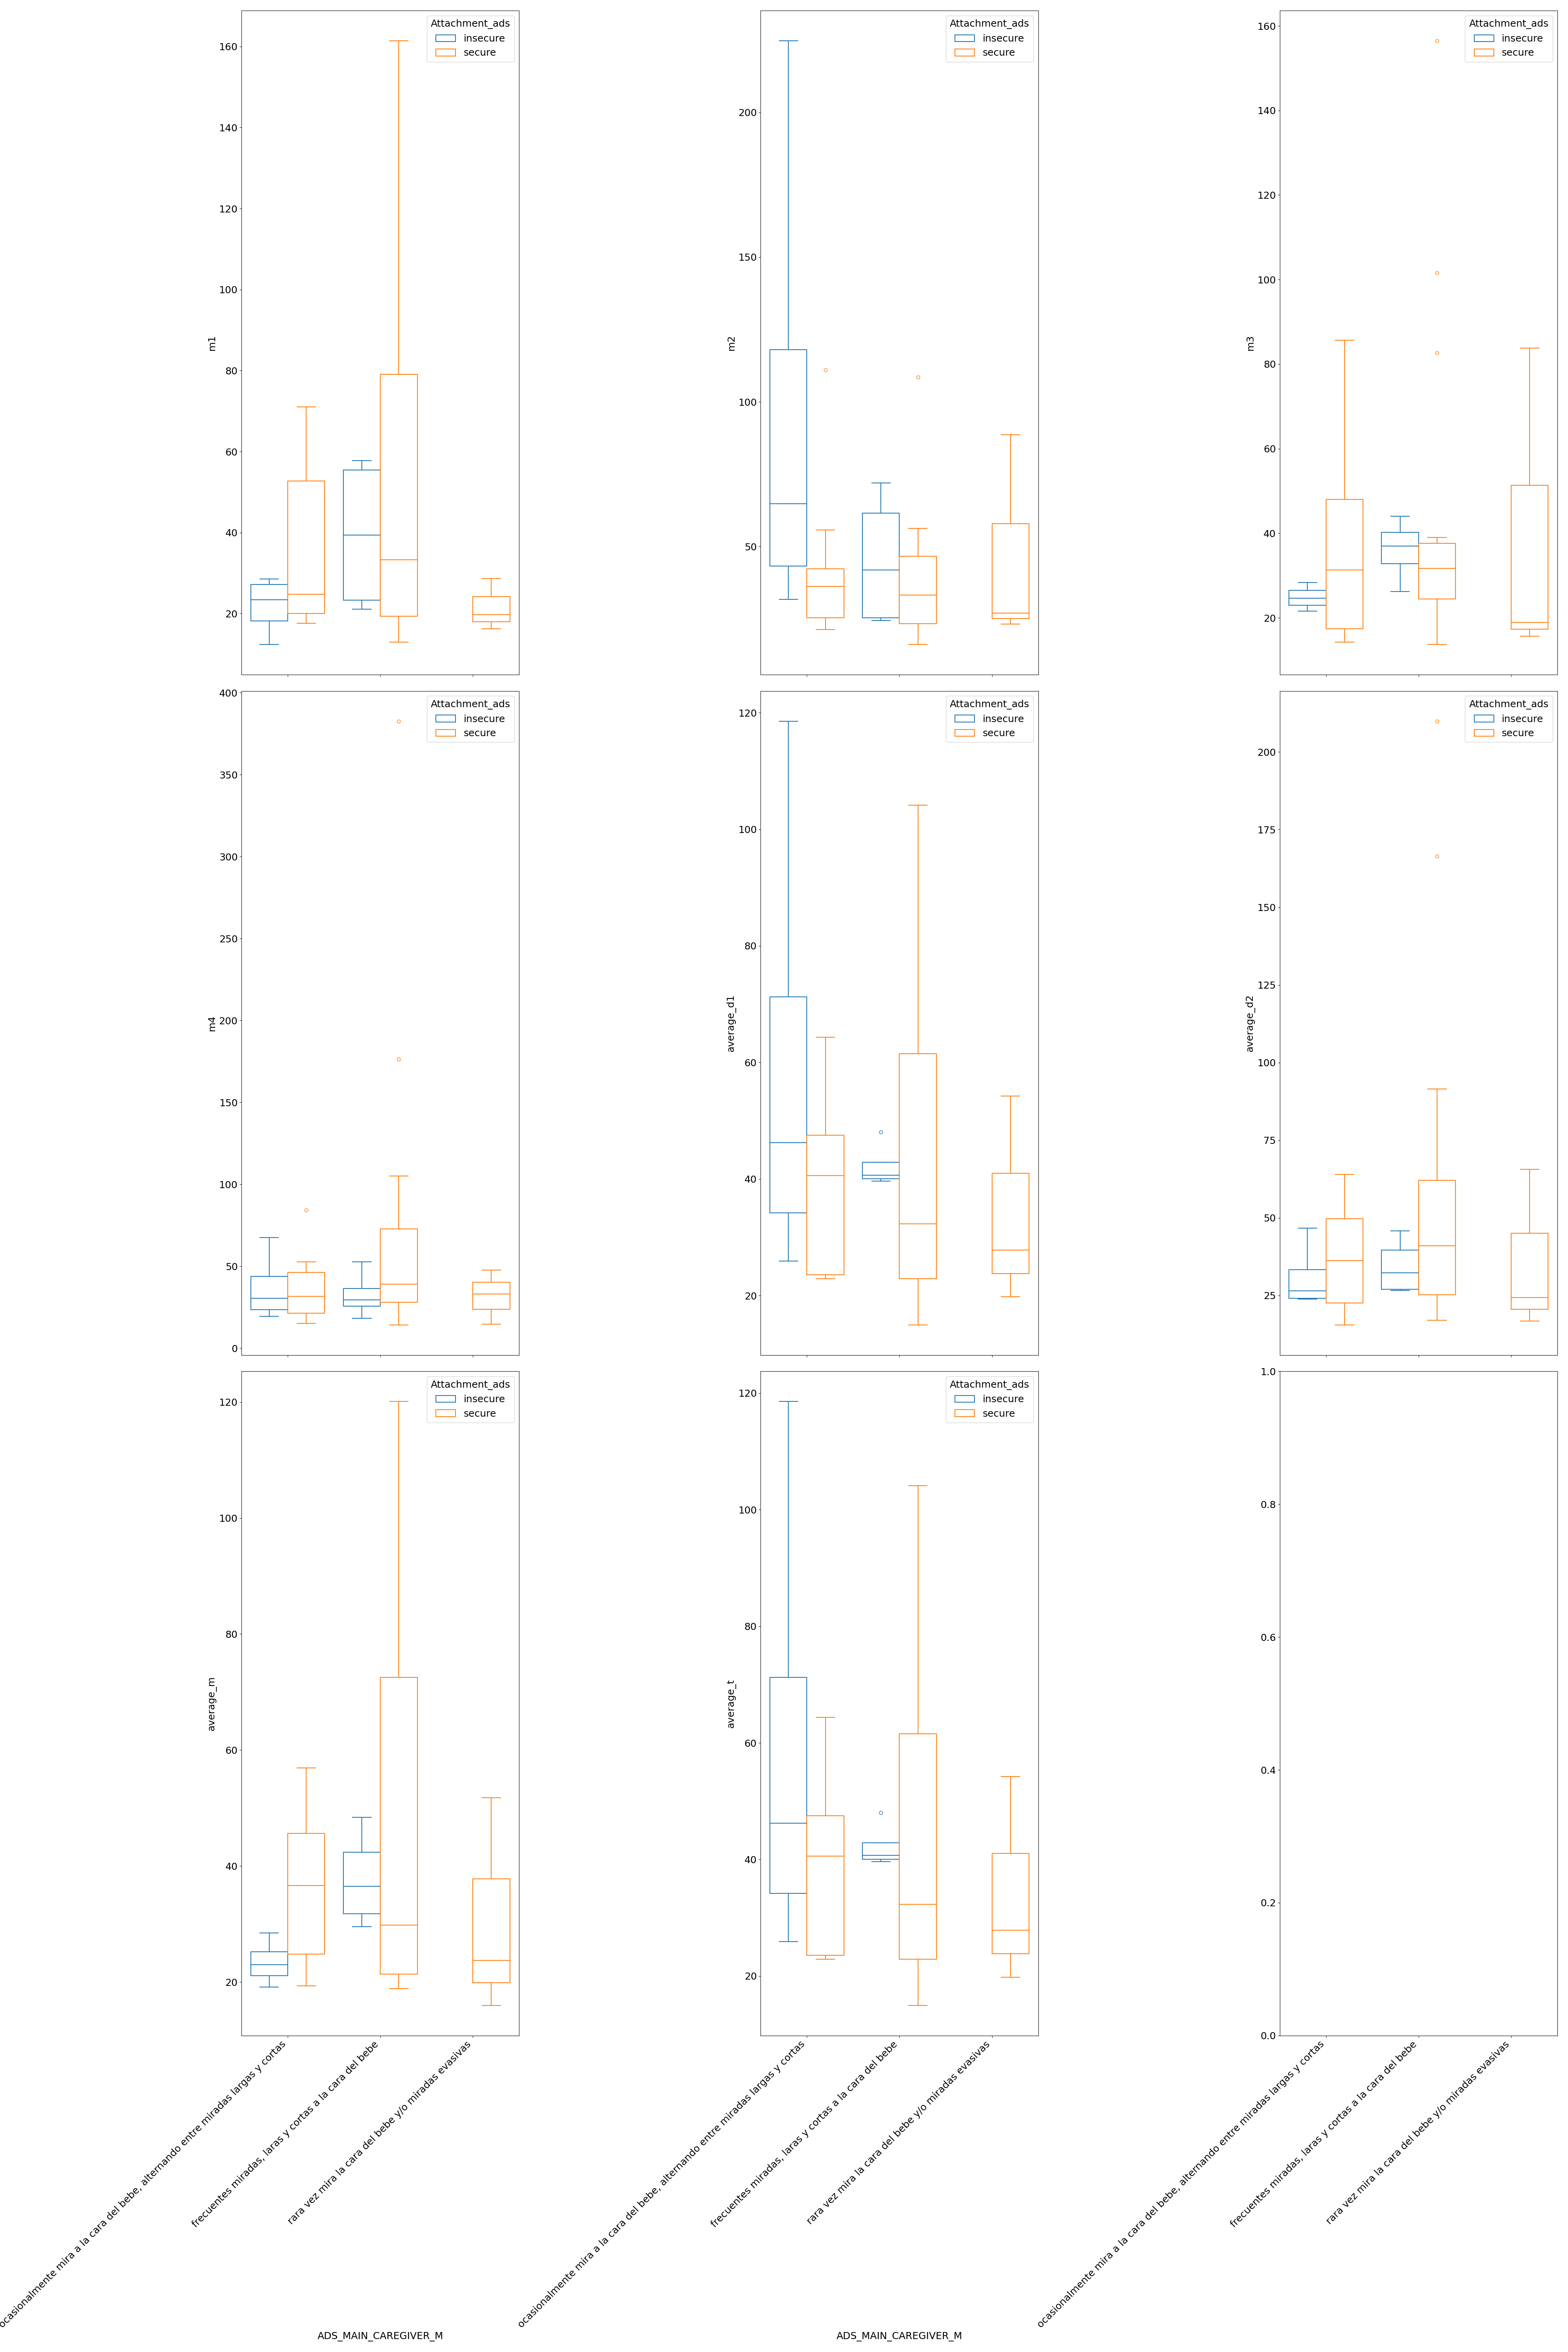 Attachment_ads
insecure
secure
160
140
120
100
80
60
40
20
m1
Attachment_ads
insecure
secure
200
150
100
50
m2
Attachment_ads
insecure
secure
160
140
120
100
80
60
40
20
m3
Attachment_ads
insecure
secure
400
350
300
250
200
150
100
50
0
m4
Attachment_ads
insecure
secure
120
100
80
60
40
20
average_d1
Attachment_ads
insecure
secure
200
175
150
125
100
75
50
25
average_d2
Attachment_ads
insecure
secure
120
100
80
60
40
20
average_m
ocasionalmente mira a la cara del bebe, alternando entre miradas largas y cortas
frecuentes miradas, laras y cortas a la cara del bebe
rara vez mira la cara del bebe y/o miradas evasivas
ADS_MAIN_CAREGIVER_M
Attachment_ads
insecure
secure
120
100
80
60
40
20
average_t
ocasionalmente mira a la cara del bebe, alternando entre miradas largas y cortas
frecuentes miradas, laras y cortas a la cara del bebe
rara vez mira la cara del bebe y/o miradas evasivas
ADS_MAIN_CAREGIVER_M
1.0
0.8
0.6
0.4
0.2
0.0
ocasionalmente mira a la cara del bebe, alternando entre miradas largas y cortas
frecuentes miradas, laras y cortas a la cara del bebe
rara vez mira la cara del bebe y/o miradas evasivas